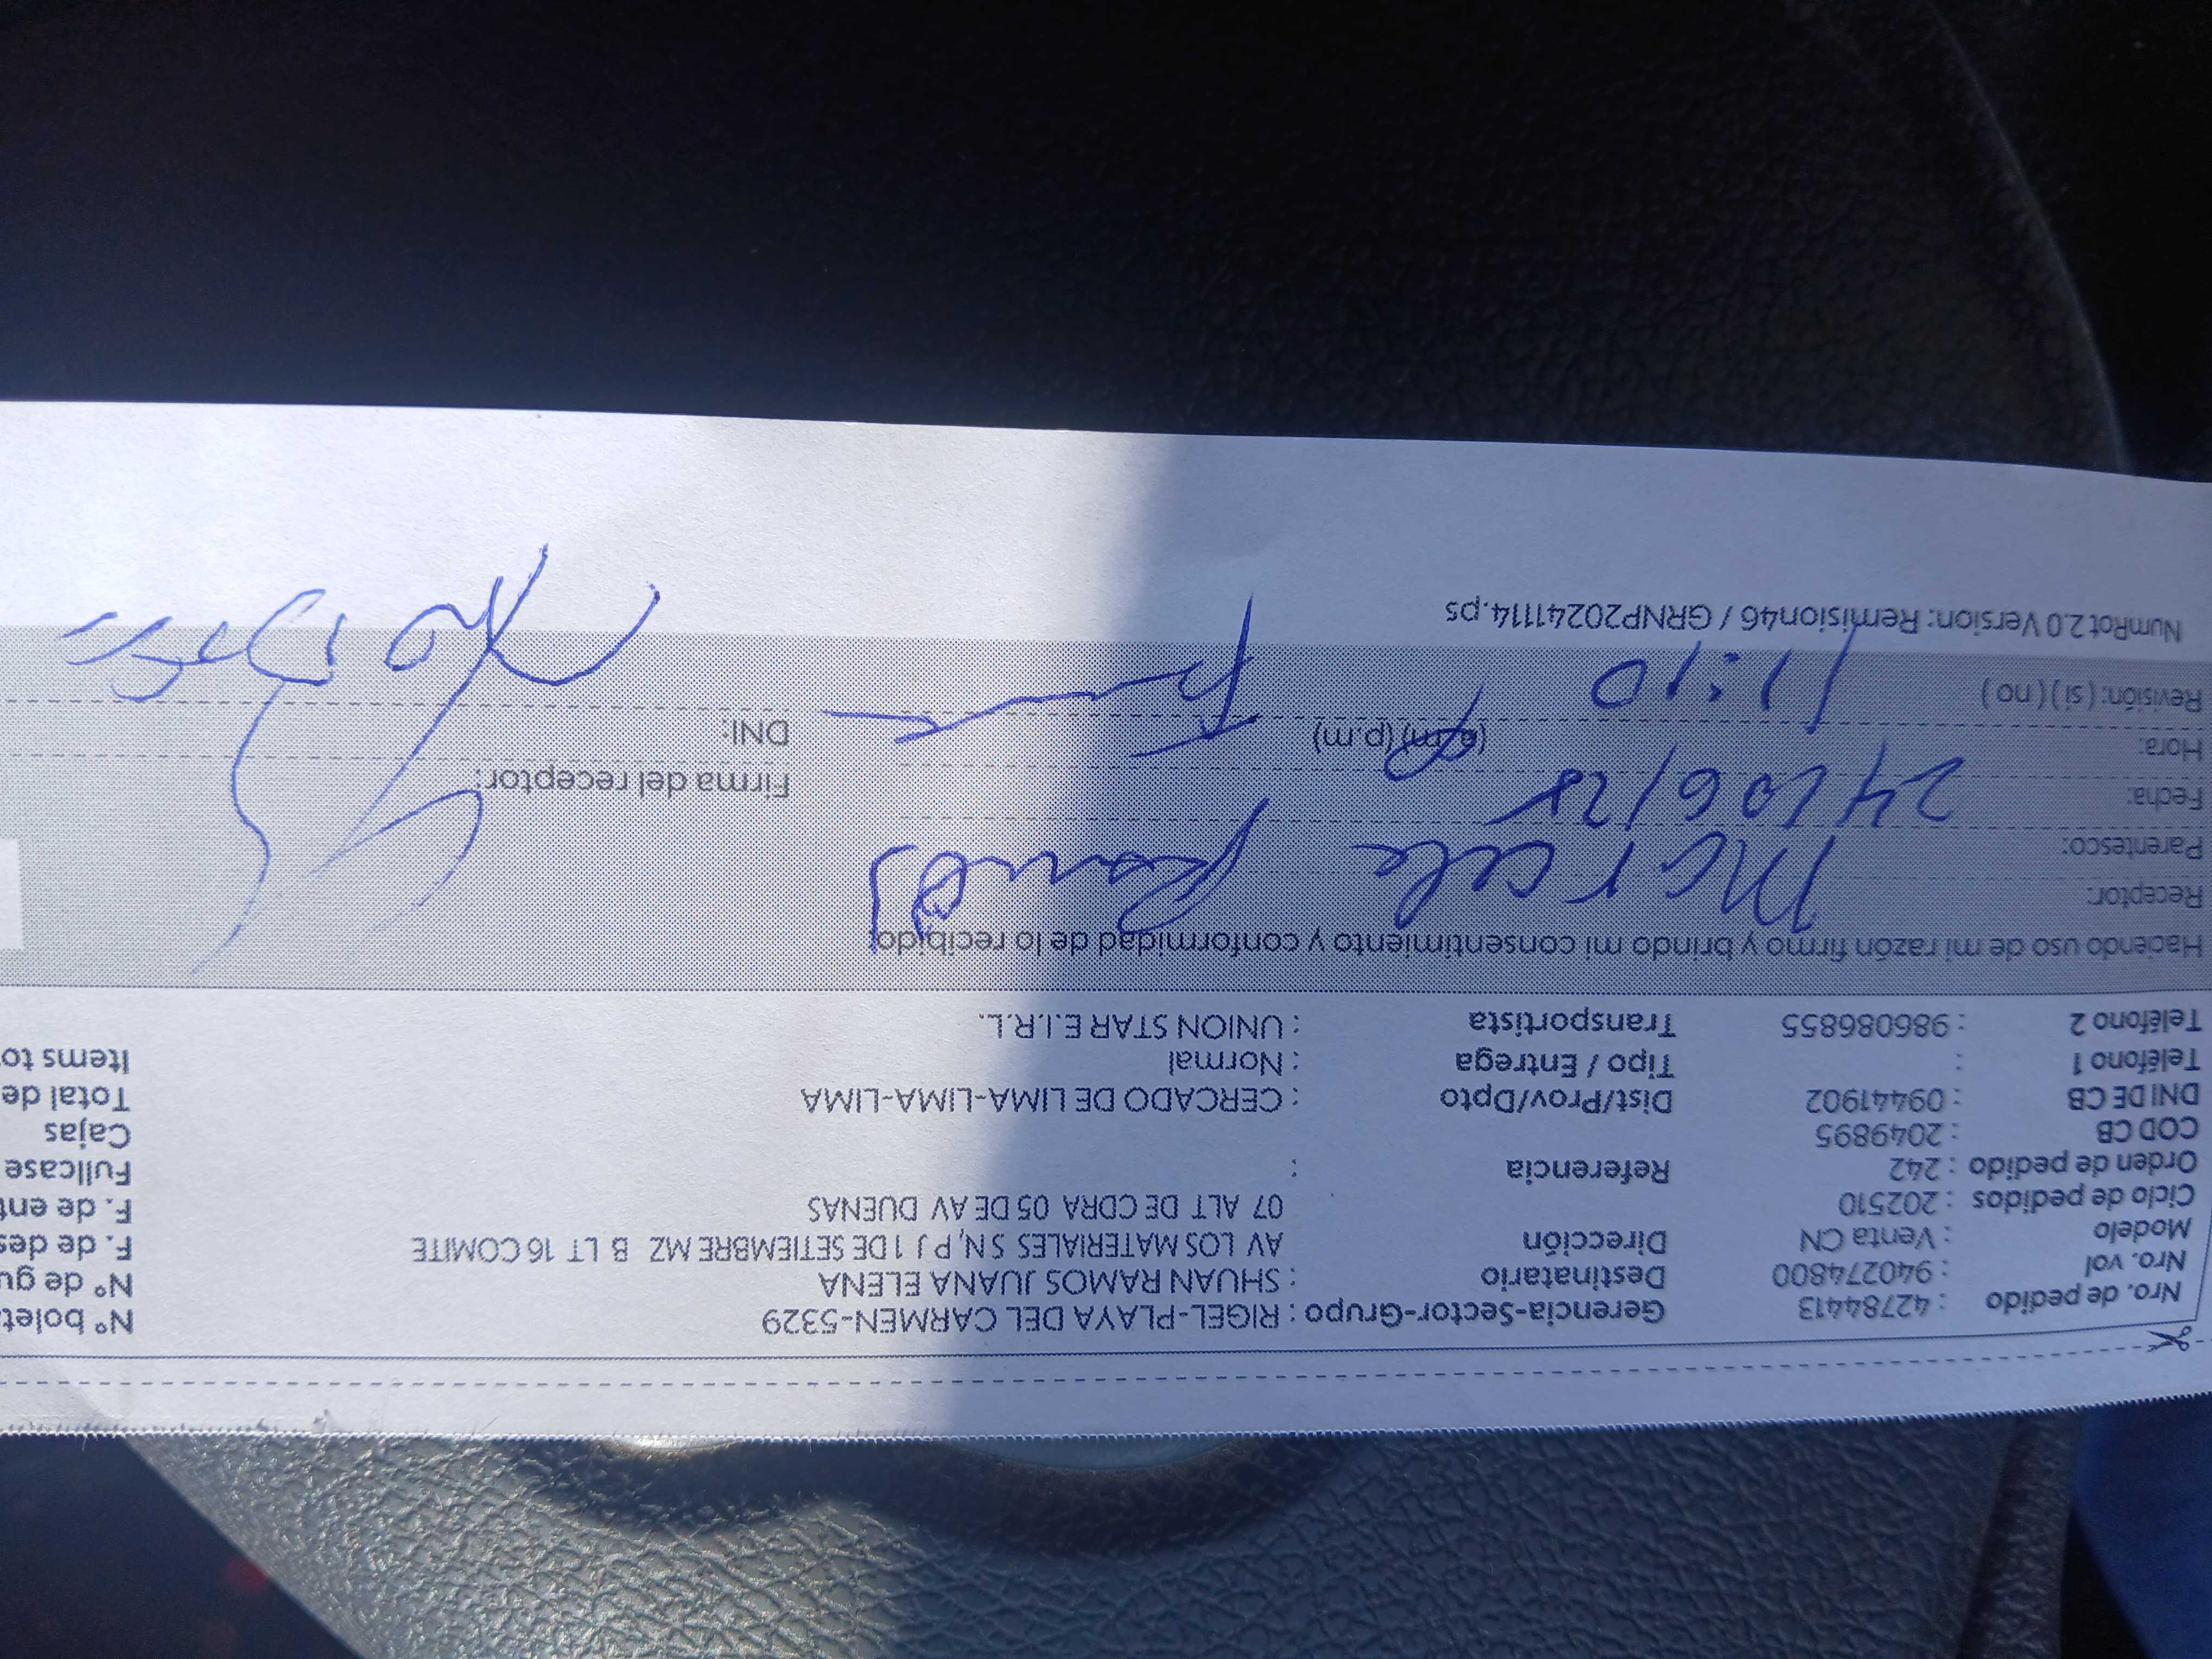 Nro. de pedido : 42784413 Gerencia-Sector-Grupo : RIGEL-PLAYA DEL CARMEN-5329 N° boleta
Nro. vol : 940274800 Destinatario : SHUAN RAMOS JUANA ELENA N° de gu
Modelo : Venta CN Dirección AV LOS MATERIALES SN, P J 1 DE SETIEMBRE MZ B LT 16 COMITE F. de des
Ciclo de pedidos : 202510 07 ALT DE CDRA 05 DE AV DUENAS F. de ent
Orden de pedido : 242 Referencia : Fullcase
COD CB : 2049895 Cajas
DNI DE CB : 09441902 Dist/Prov/Dpto : CERCADO DE LIMA-LIMA-LIMA Total de
Teléfono 1 : Tipo / Entrega : Normal Items to
Teléfono 2 : 986086855 Transportista : UNION STAR E.I.R.L.
Haciendo uso de mi razón firmo y brindo mi consentimiento y conformidad de lo recibido:
Receptor: Ramos
Parentesco:
Fecha: 24/06/25 Firma del receptor:
Hora: 11:10 (a.m) (p.m) DNI:
Revisión: ( si ) ( no )
NumRot 2.0 Version: Remision46 / GRNP20241114.ps